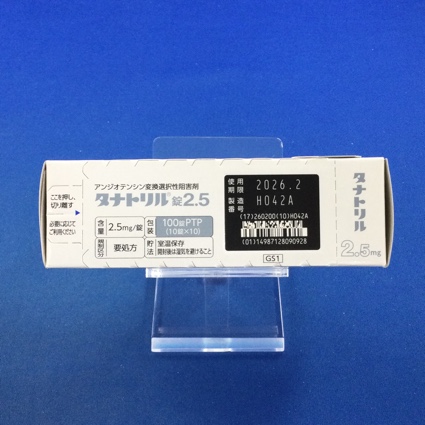 ここを押し、
切り離す
必要に応じて
ご利用ください
アンジオテンシン変換選択性阻害剤
タナトリル錠2.5
含量 2.5mg/錠
包装 100錠PTP
(10錠×10)
規制区分 要処方
貯法 室温保存
開封後は湿気を避けること
使用期限 2026.2
製造番号 H042A
(17)260200(10)H042A
(01)14987128090928
GS1
タナトリル
2.5mg